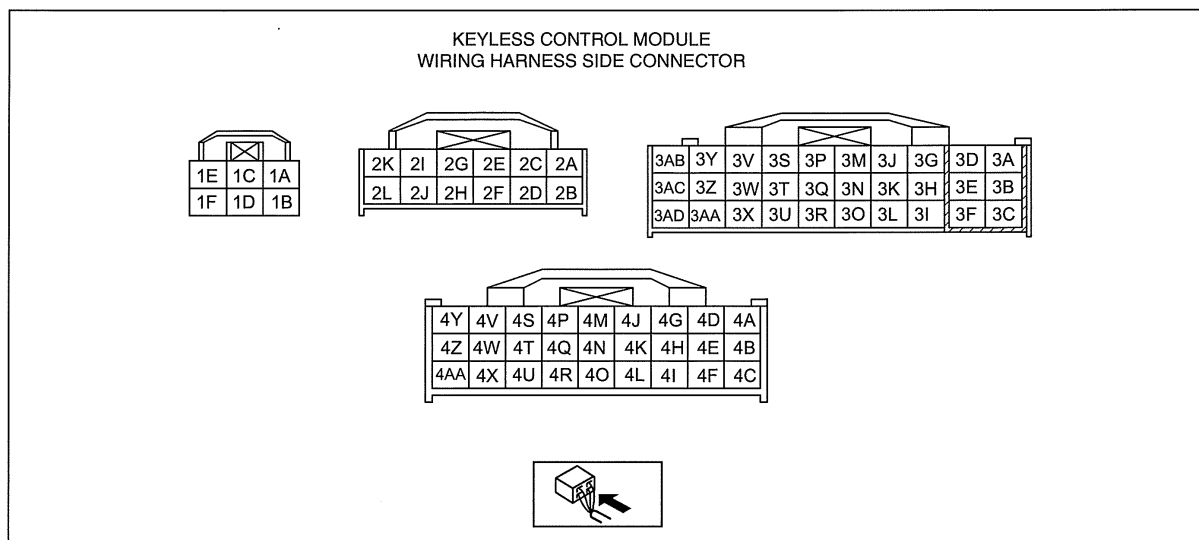 KEYLESS CONTROL MODULE
WIRING HARNESS SIDE CONNECTOR
1E 1C 1A
1F 1D 1B
2K 2I 2G 2E 2C 2A
2L 2J 2H 2F 2D 2B
3AB 3Y 3V 3S 3P 3M 3J 3G 3D 3A
3AC 3Z 3W 3T 3Q 3N 3K 3H 3E 3B
3AD 3AA 3X 3U 3R 3O 3L 3I 3F 3C
4Y 4V 4S 4P 4M 4J 4G 4D 4A
4Z 4W 4T 4Q 4N 4K 4H 4E 4B
4AA 4X 4U 4R 4O 4L 4I 4F 4C